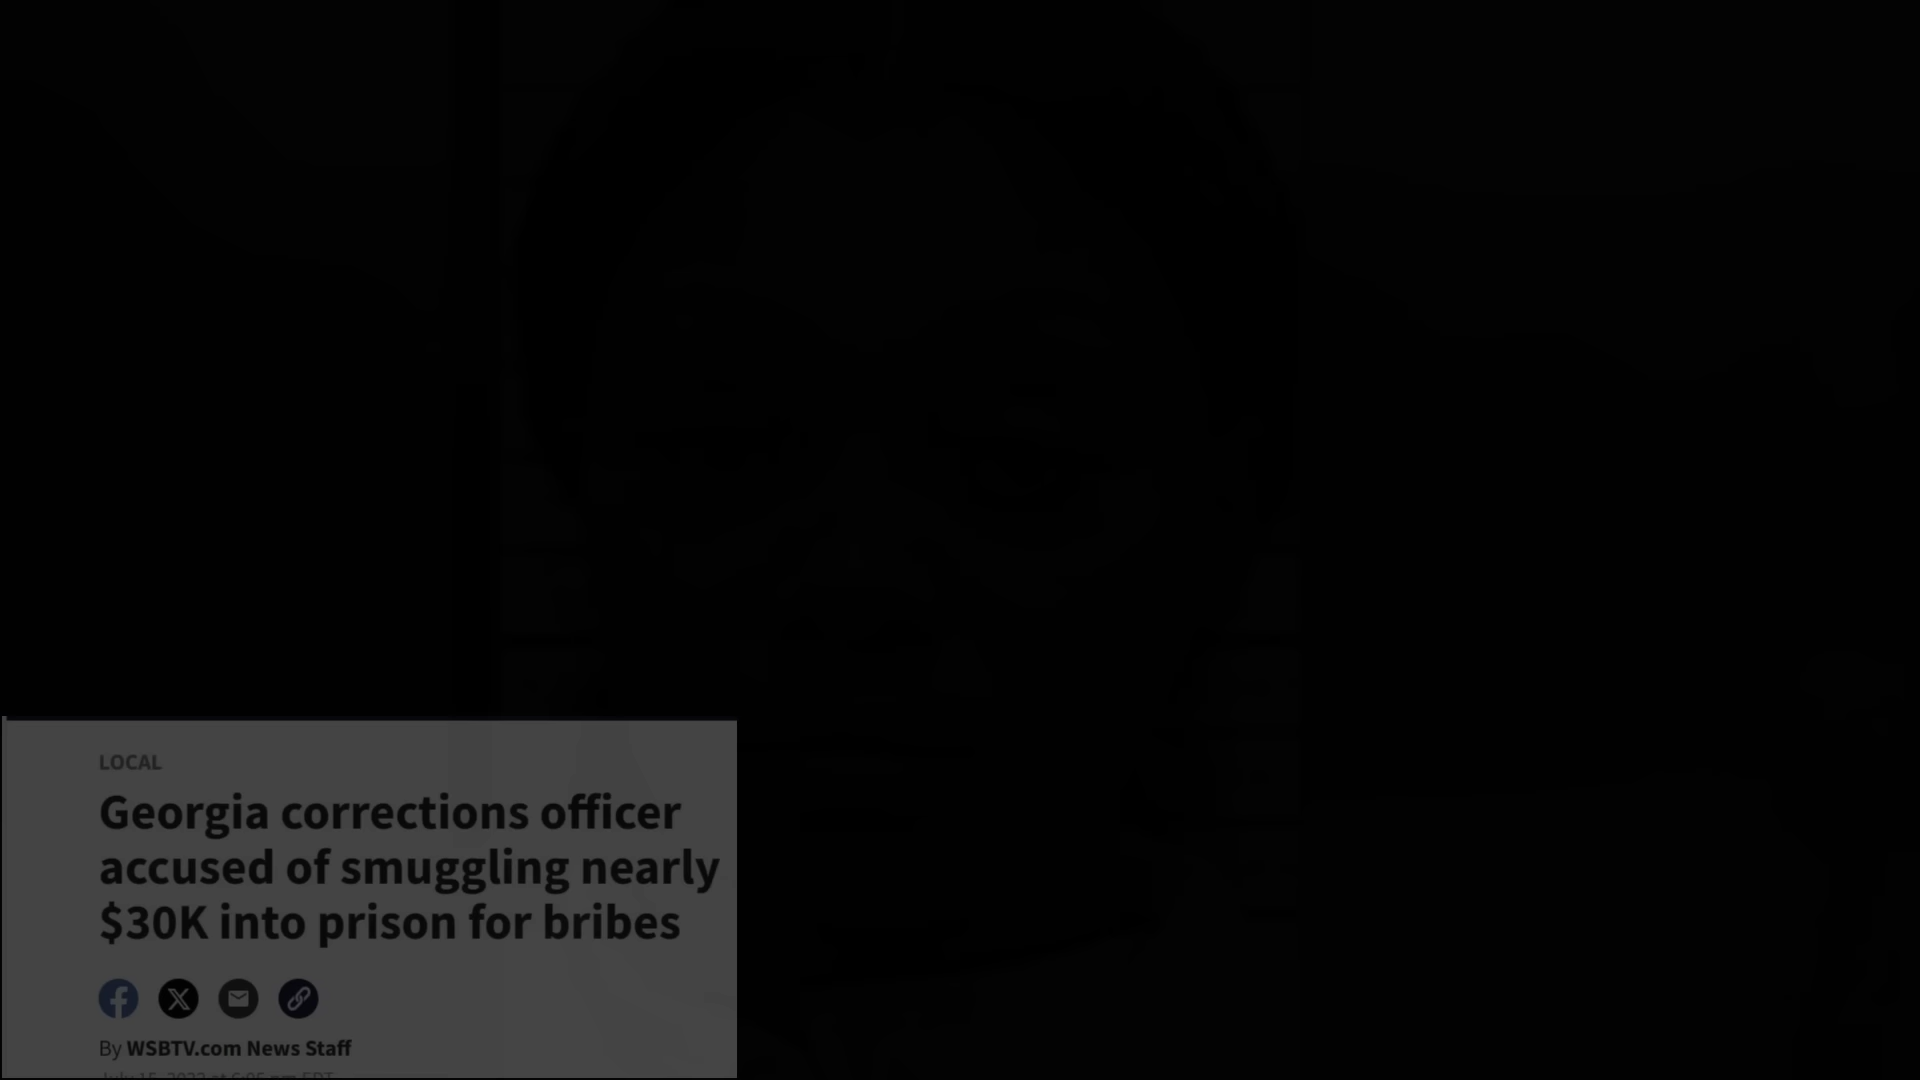 LOCAL
Georgia corrections officer
accused of smuggling nearly
$30K into prison for bribes
By WSBTV.com News Staff